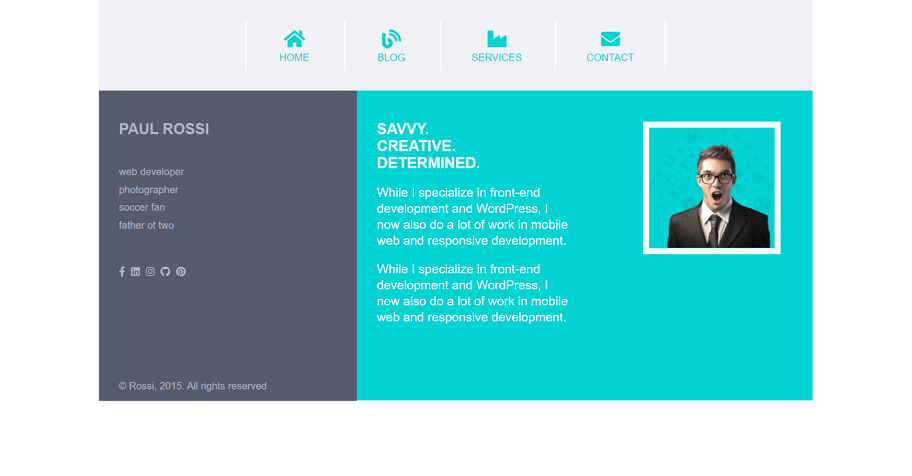 HOME
BLOG
SERVICES
CONTACT
PAUL ROSSI
web developer
photographer
soccer fan
father ot two
© Rossi, 2015. All rights reserved
SAVVY.
CREATIVE.
DETERMINED.
While I specialize in front-end
development and WordPress, I
now also do a lot of work in mobile
web and responsive development.
While I specialize in front-end
development and WordPress, I
now also do a lot of work in mobile
web and responsive development.